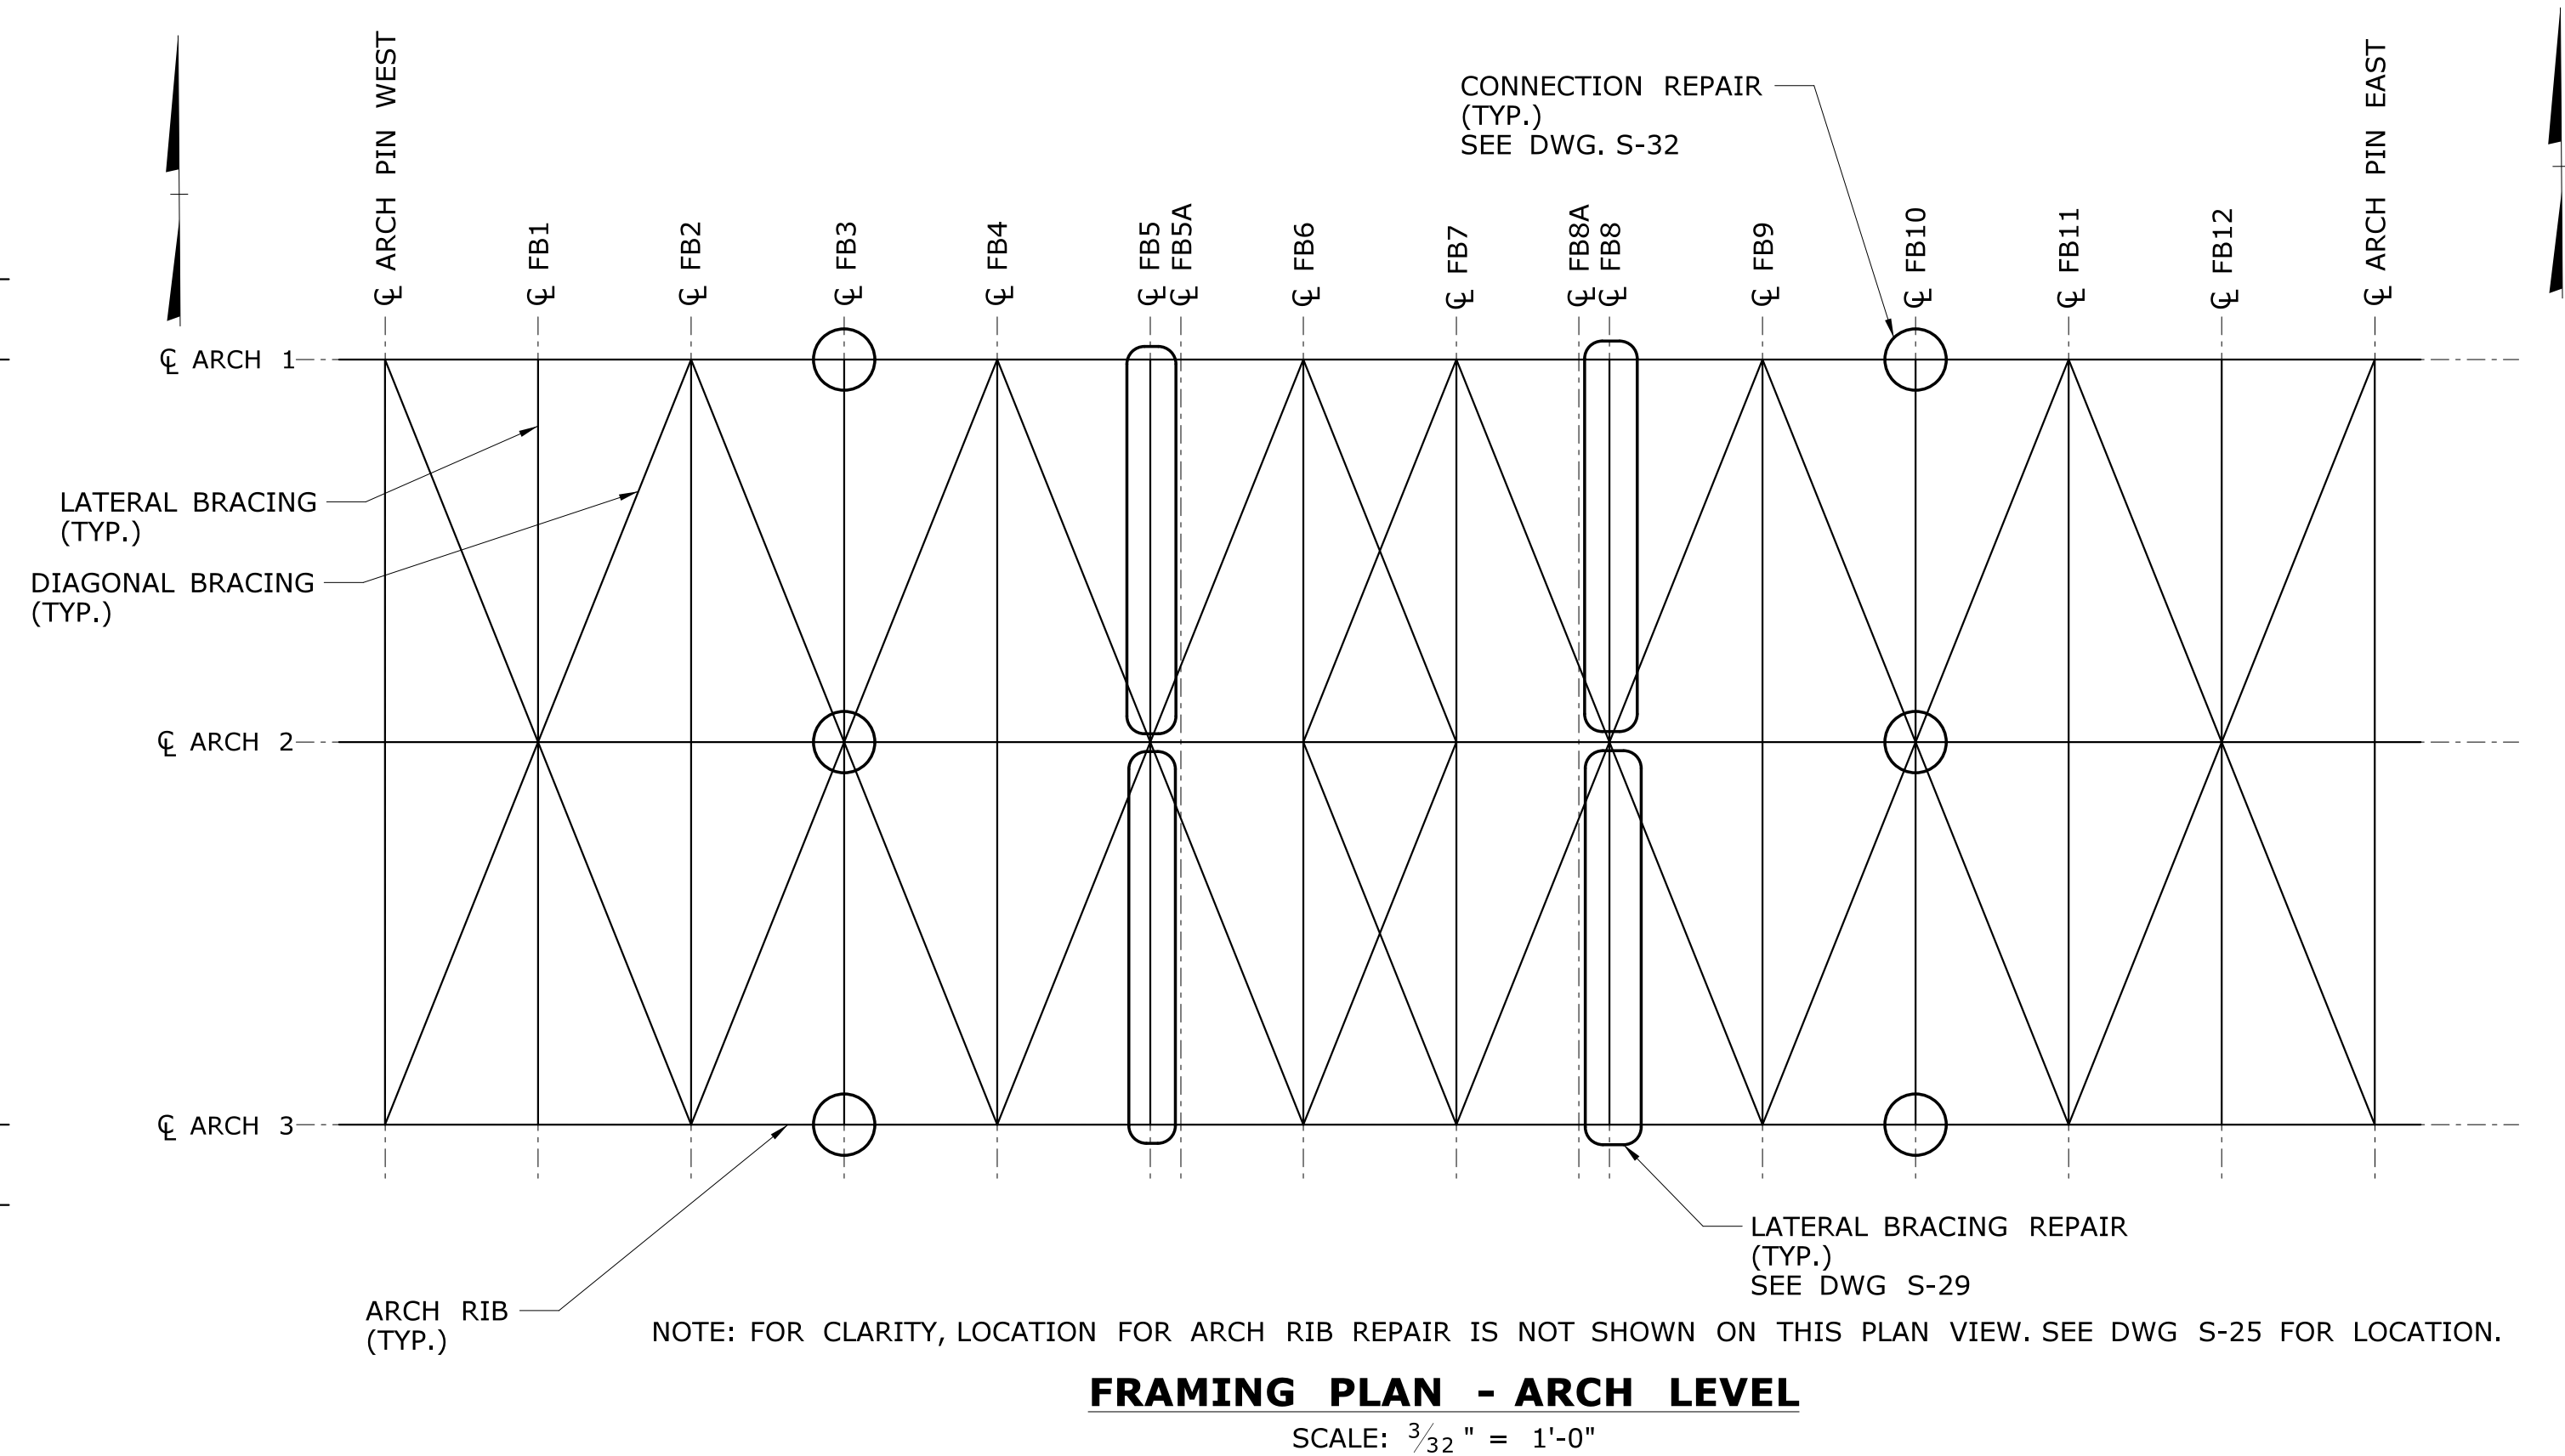 ℄ ARCH PIN WEST
℄ FB1
℄ FB2
℄ FB3
℄ FB4
℄ FB5
℄ FB5A
℄ FB6
℄ FB7
℄ FB8A
℄ FB8
℄ FB9
℄ FB10
℄ FB11
℄ FB12
℄ ARCH PIN EAST
CONNECTION REPAIR
(TYP.)
SEE DWG. S-32
℄ ARCH 1
LATERAL BRACING
(TYP.)
DIAGONAL BRACING
(TYP.)
℄ ARCH 2
℄ ARCH 3
ARCH RIB
(TYP.)
LATERAL BRACING REPAIR
(TYP.)
SEE DWG S-29
NOTE: FOR CLARITY, LOCATION FOR ARCH RIB REPAIR IS NOT SHOWN ON THIS PLAN VIEW. SEE DWG S-25 FOR LOCATION.
FRAMING PLAN - ARCH LEVEL
SCALE: 3/32" = 1'-0"